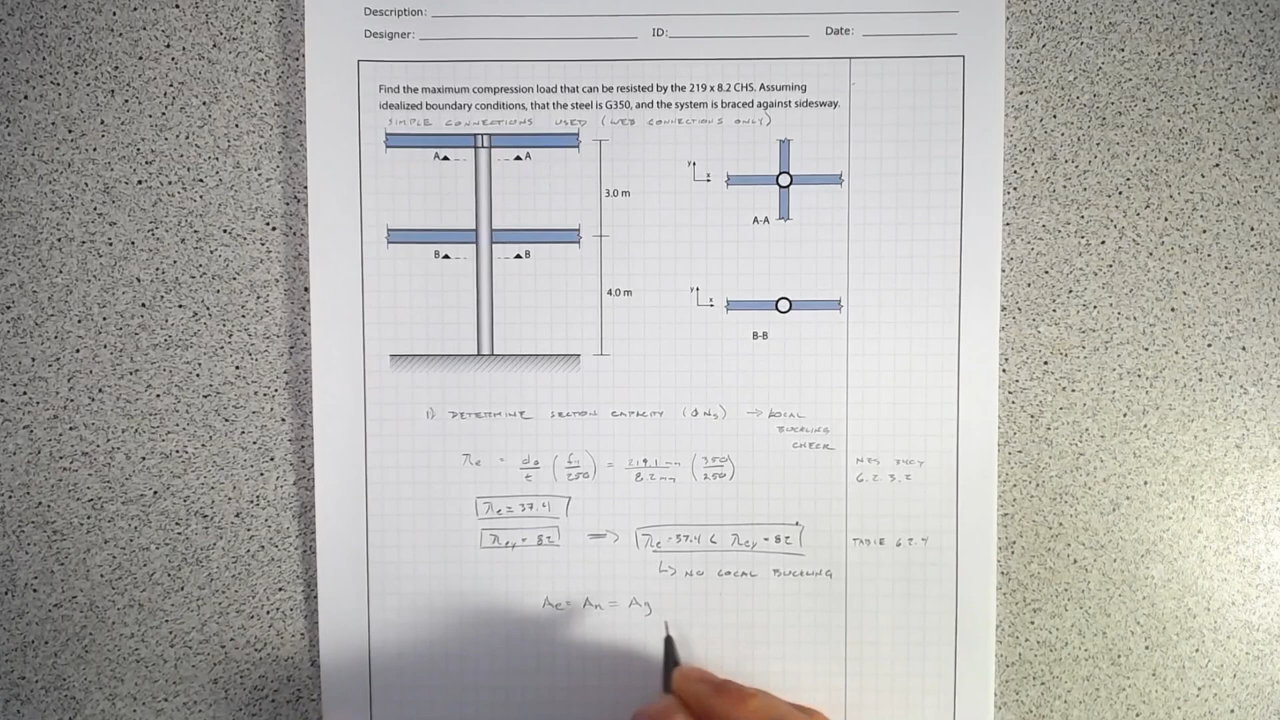 Description:
Designer: ID: Date:
Find the maximum compression load that can be resisted by the 219 x 8.2 CHS. Assuming
idealized boundary conditions, that the steel is G350, and the system is braced against sidesway.
SIMPLE CONNECTIONS USED (WEB CONNECTIONS ONLY)
A A
3.0 m
y
x
A-A
B B
4.0 m
y
x
B-B
1) DETERMINE SECTION CAPACITY (ΦNs) → LOCAL
BUCKLING
CHECK
λe = do/t (fy/250) = 219.1 mm/8.2 mm (350/250)
6.2.3.2
λe = 37.4
λey = 82 ⟹ λe = 37.4 < λey = 82
TABLE 6.2.4
↳ NO LOCAL BUCKLING
Ae = An = Ag